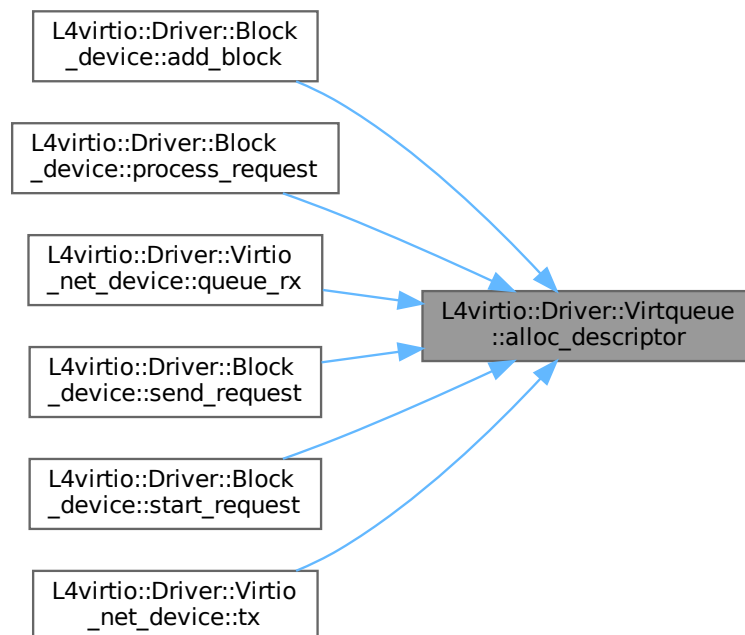 L4virtio::Driver::Block
_device::add_block
L4virtio::Driver::Block
_device::process_request
L4virtio::Driver::Virtio
_net_device::queue_rx
L4virtio::Driver::Virtqueue
::alloc_descriptor
L4virtio::Driver::Block
_device::send_request
L4virtio::Driver::Block
_device::start_request
L4virtio::Driver::Virtio
_net_device::tx